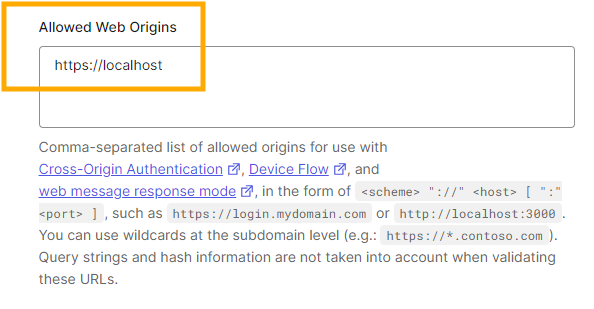 Allowed Web Origins
https://localhost
Comma-separated list of allowed origins for use with
Cross-Origin Authentication, Device Flow, and
web message response mode, in the form of <scheme> "://" <host> [ ":"
<port> ], such as https://login.mydomain.com or http://localhost:3000.
You can use wildcards at the subdomain level (e.g.: https://*.contoso.com).
Query strings and hash information are not taken into account when validating
these URLs.